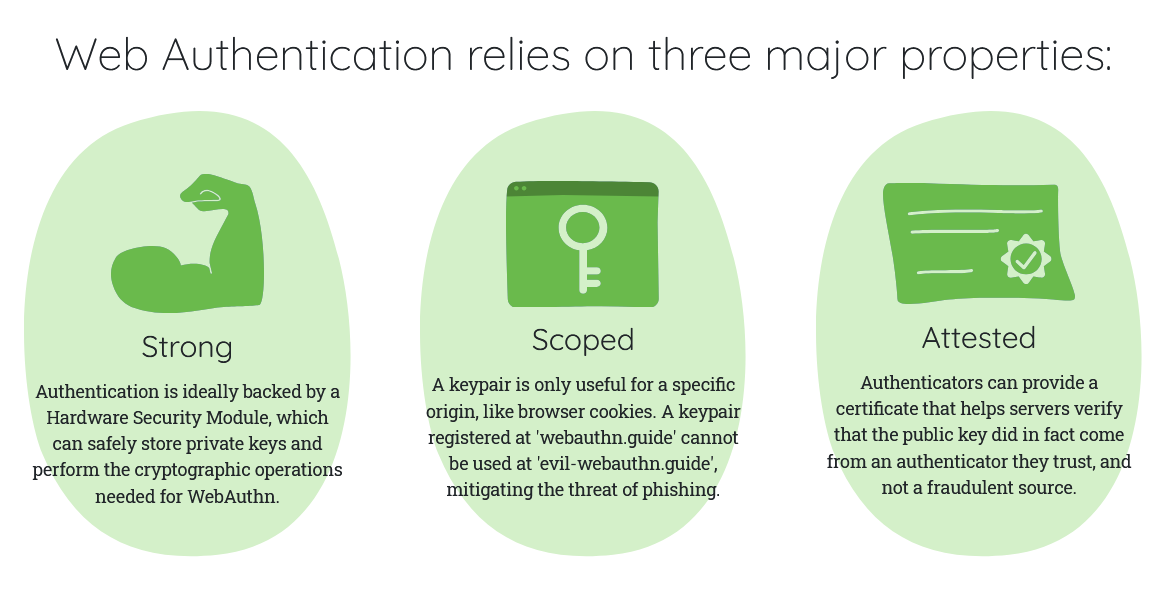 Web Authentication relies on three major properties:
Strong
Authentication is ideally backed by a
Hardware Security Module, which
can safely store private keys and
perform the cryptographic operations
needed for WebAuthn.
Scoped
A keypair is only useful for a specific
origin, like browser cookies. A keypair
registered at 'webauthn.guide' cannot
be used at 'evil-webauthn.guide',
mitigating the threat of phishing.
Attested
Authenticators can provide a
certificate that helps servers verify
that the public key did in fact come
from an authenticator they trust, and
not a fraudulent source.